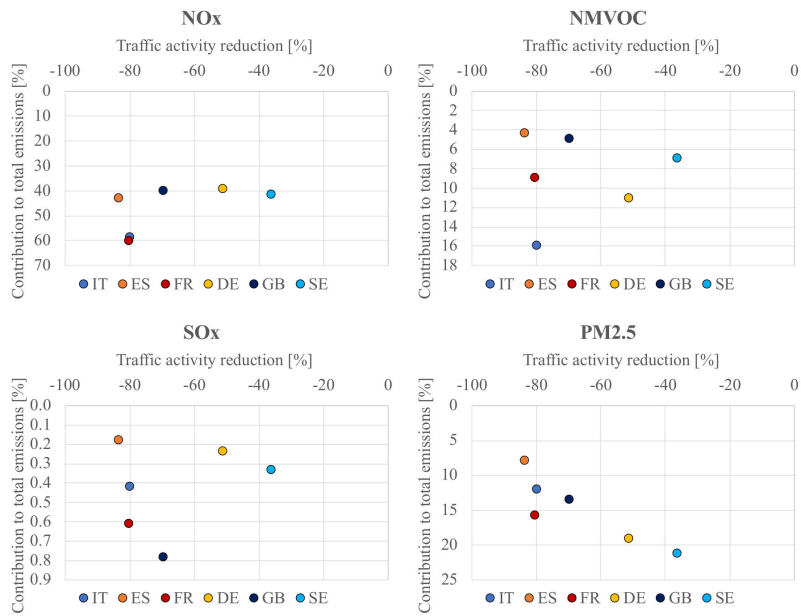 NOx
Traffic activity reduction [%]
-100 -80 -60 -40 -20 0
Contribution to total emissions [%]
0
10
20
30
40
50
60
70
IT ES FR DE GB SE
NMVOC
Traffic activity reduction [%]
-100 -80 -60 -40 -20 0
Contribution to total emissions [%]
0
2
4
6
8
10
12
14
16
18
IT ES FR DE GB SE
SOx
Traffic activity reduction [%]
-100 -80 -60 -40 -20 0
Contribution to total emissions [%]
0.0
0.1
0.2
0.3
0.4
0.5
0.6
0.7
0.8
0.9
IT ES FR DE GB SE
PM2.5
Traffic activity reduction [%]
-100 -80 -60 -40 -20 0
Contribution to total emissions [%]
0
5
10
15
20
25
IT ES FR DE GB SE